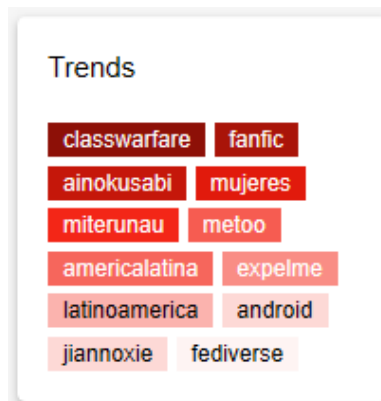 Trends
classwarfare fanfic
ainokusabi mujeres
miterunau metoo
americalatina expelme
latinoamerica android
jiannoxie fediverse